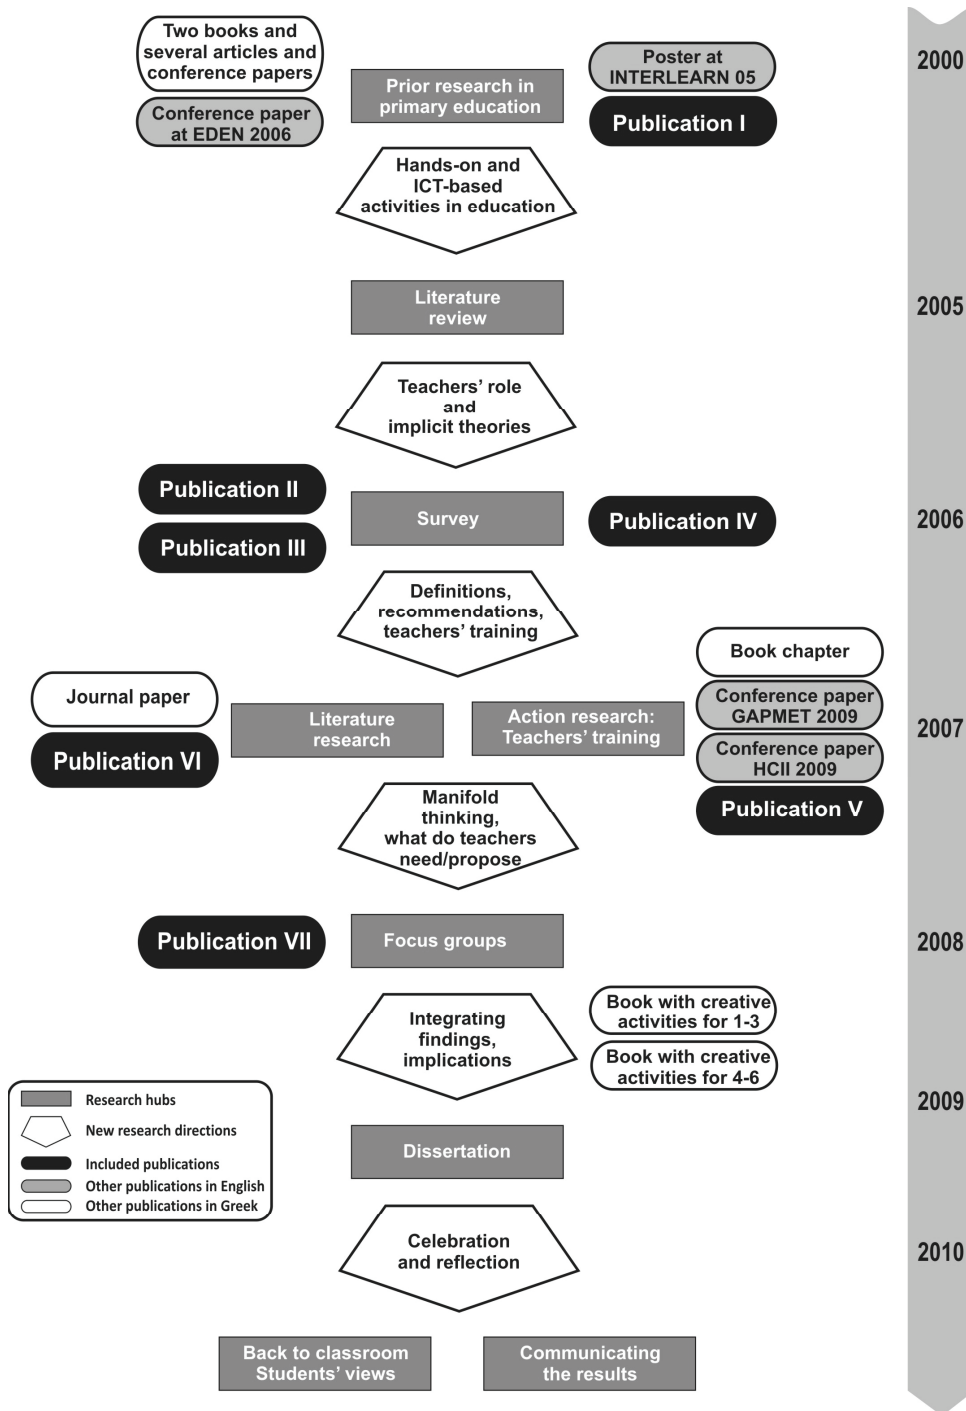 Two books and
several articles and
conference papers
Conference paper
at EDEN 2006
Prior research in
primary education
Poster at
INTERLEARN 05
Publication I
2000
Hands-on and
ICT-based
activities in education
Literature
review
2005
Teachers' role
and
implicit theories
Publication II
Publication III
Survey
Publication IV
2006
Definitions,
recommendations,
teachers' training
Journal paper
Publication VI
Literature
research
Action research:
Teachers' training
Book chapter
Conference paper
GAPMET 2009
Conference paper
HCII 2009
Publication V
2007
Manifold
thinking,
what do teachers
need/propose
Publication VII
Focus groups
2008
Integrating
findings,
implications
Book with creative
activities for 1-3
Book with creative
activities for 4-6
2009
Research hubs
New research directions
Included publications
Other publications in English
Other publications in Greek
Dissertation
Celebration
and reflection
2010
Back to classroom
Students' views
Communicating
the results